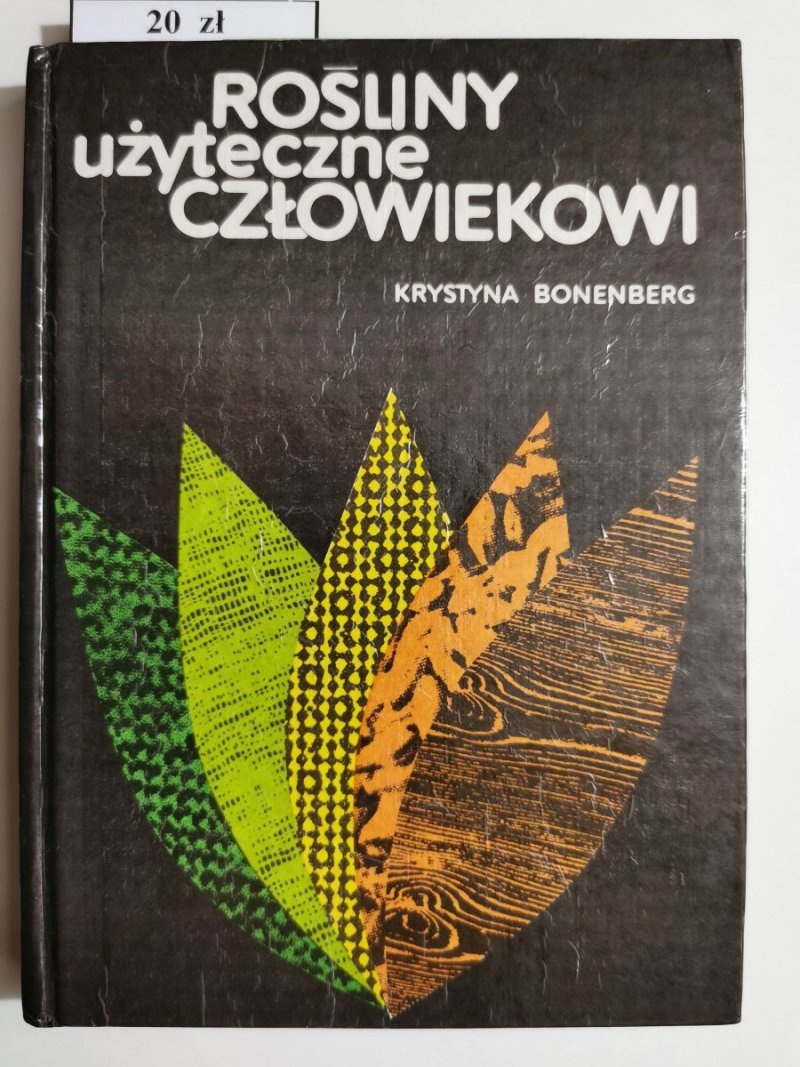 20 zł
ROŚLINY
użyteczne
CZŁOWIEKOWI
KRYSTYNA BONENBERG